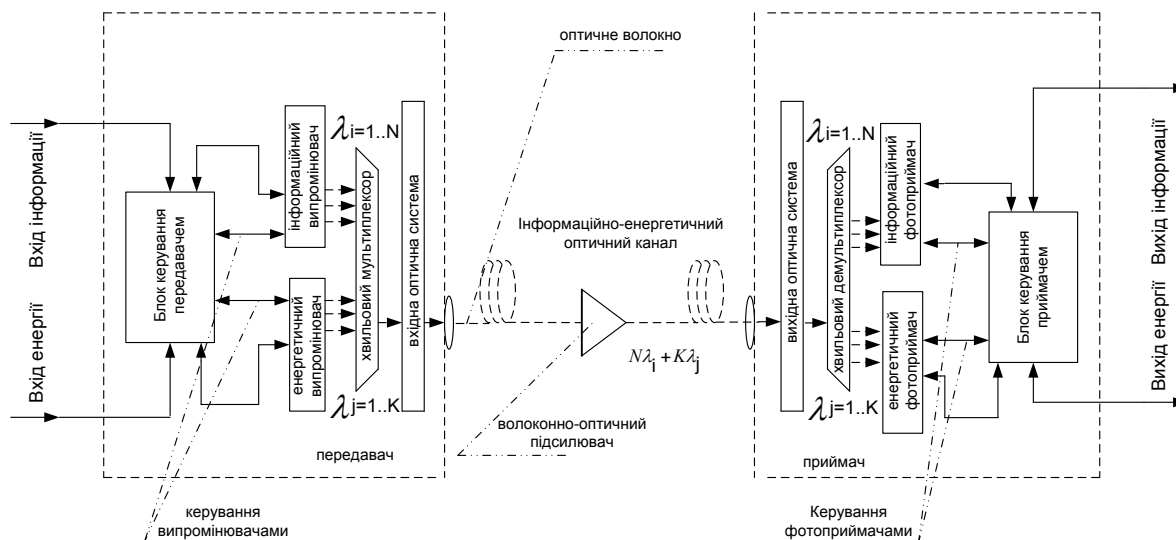 оптичне волокно
Вхід інформації
Вхід енергії
Блок керування
передавачем
інформаційний
випромінювач
енергетичний
випромінювач
λi=1..N
λj=1..K
хвильовий мультиплексор
вхідна оптична система
передавач
керування
випромінювачами
Інформаційно-енергетичний
оптичний канал
Nλi + Kλj
волоконно-оптичний
підсилювач
вихідна оптична система
хвильовий демультиплексор
λi=1..N
λj=1..K
інформаційний
фотоприймач
енергетичний
фотоприймач
Блок керування
приймачем
приймач
Керування
фотоприймачами
Вихід інформації
Вихід енергії